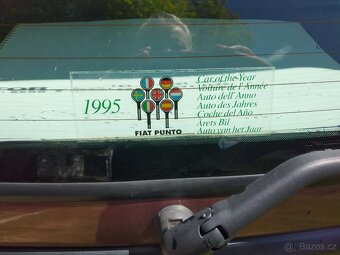 1995
FIAT PUNTO
Car of the Year
Voiture de l'Année
Auto dell'Anno
Auto des Jahres
Coche del Año
Arets Bil
Auto van het Jaar
Bazos.cz